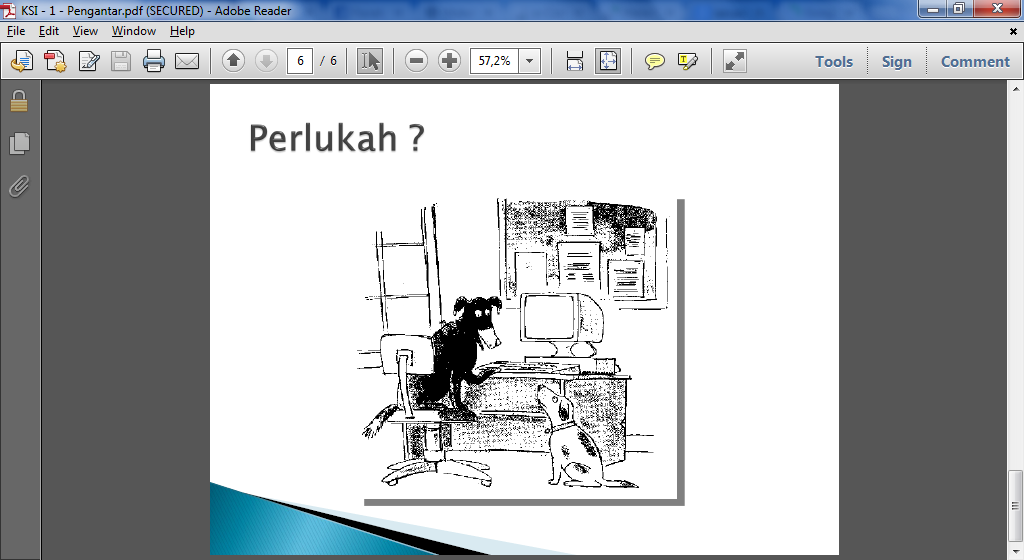 KSI - 1 - Pengantar.pdf (SECURED) - Adobe Reader
File Edit View Window Help
6 / 6 57,2% Tools Sign Comment
Perlukah ?